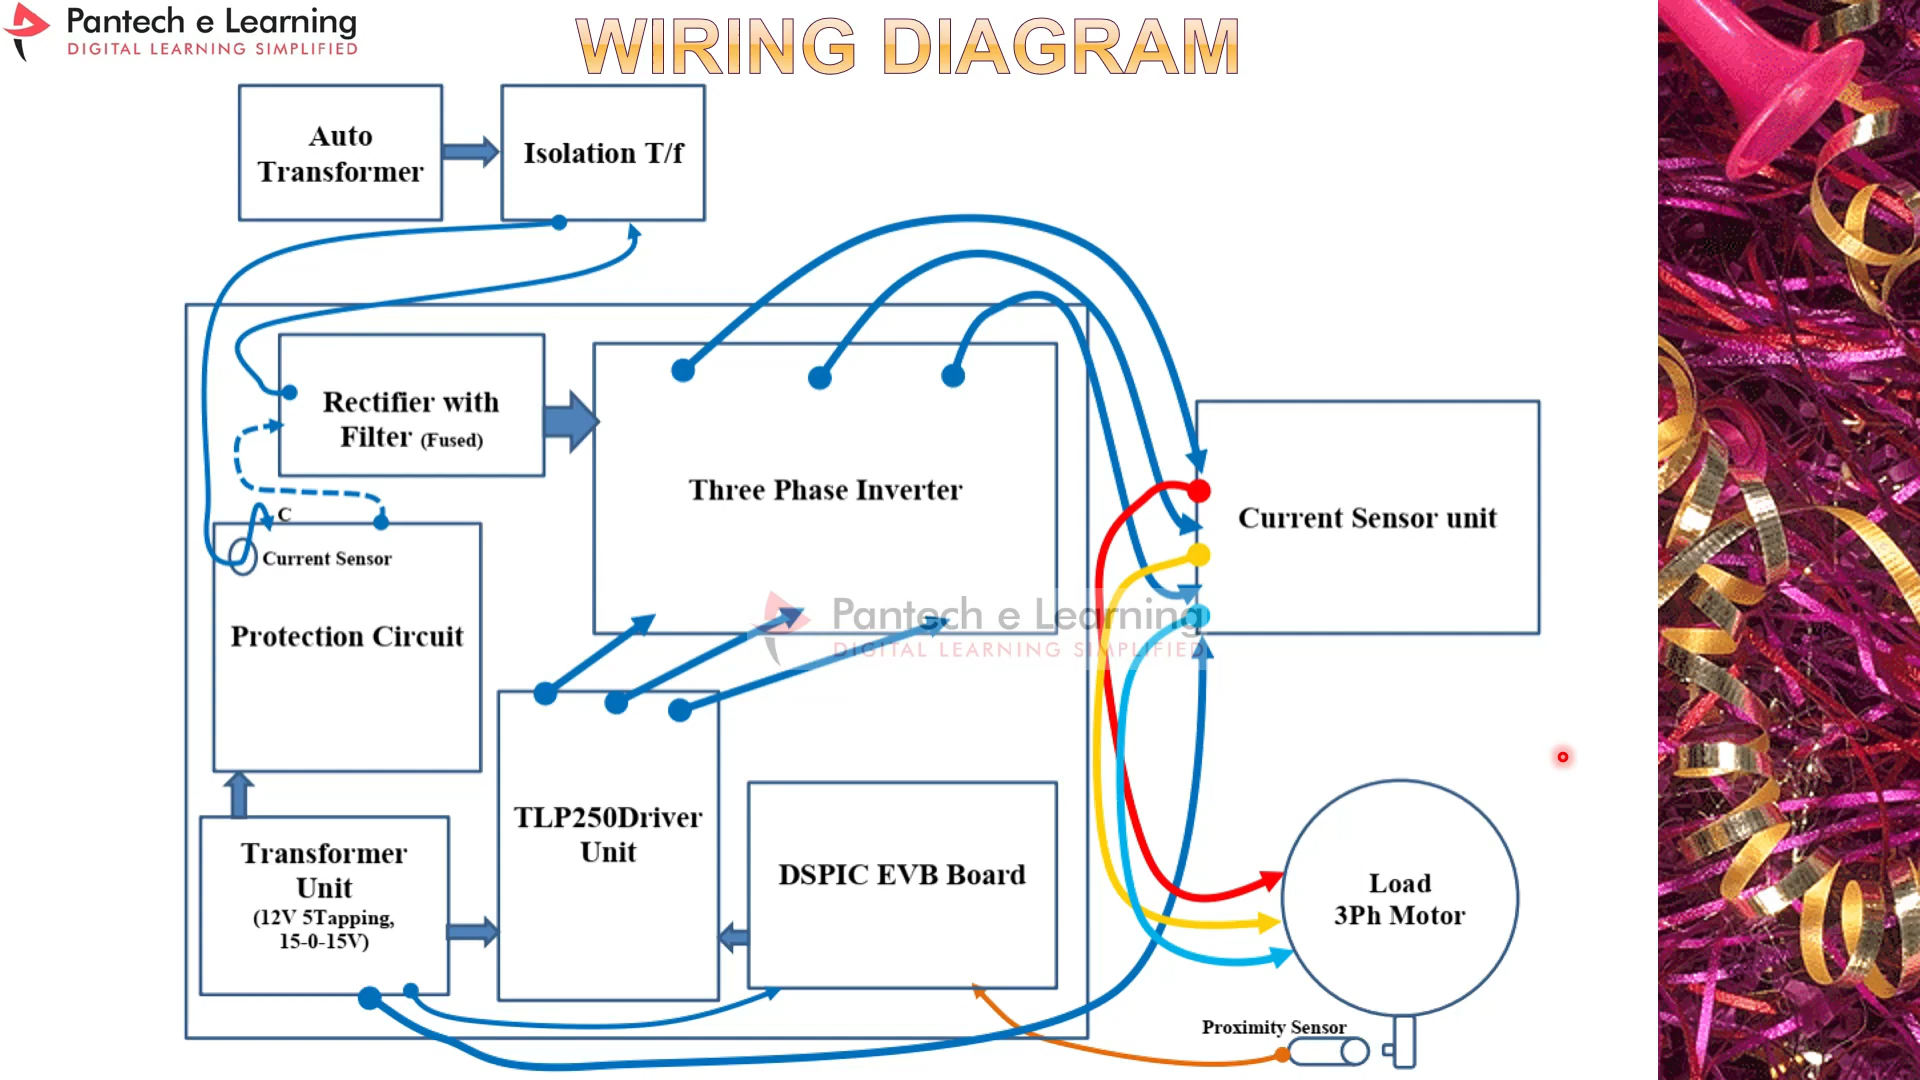 Pantech e Learning
DIGITAL LEARNING SIMPLIFIED
WIRING DIAGRAM
Auto
Transformer
Isolation T/f
Rectifier with
Filter (Fused)
Three Phase Inverter
C
Current Sensor
Protection Circuit
Current Sensor unit
Pantech e Learning
DIGITAL LEARNING SIMPLIFIED
TLP250Driver
Unit
Transformer
Unit
(12V 5Tapping,
15-0-15V)
DSPIC EVB Board
Load
3Ph Motor
Proximity Sensor